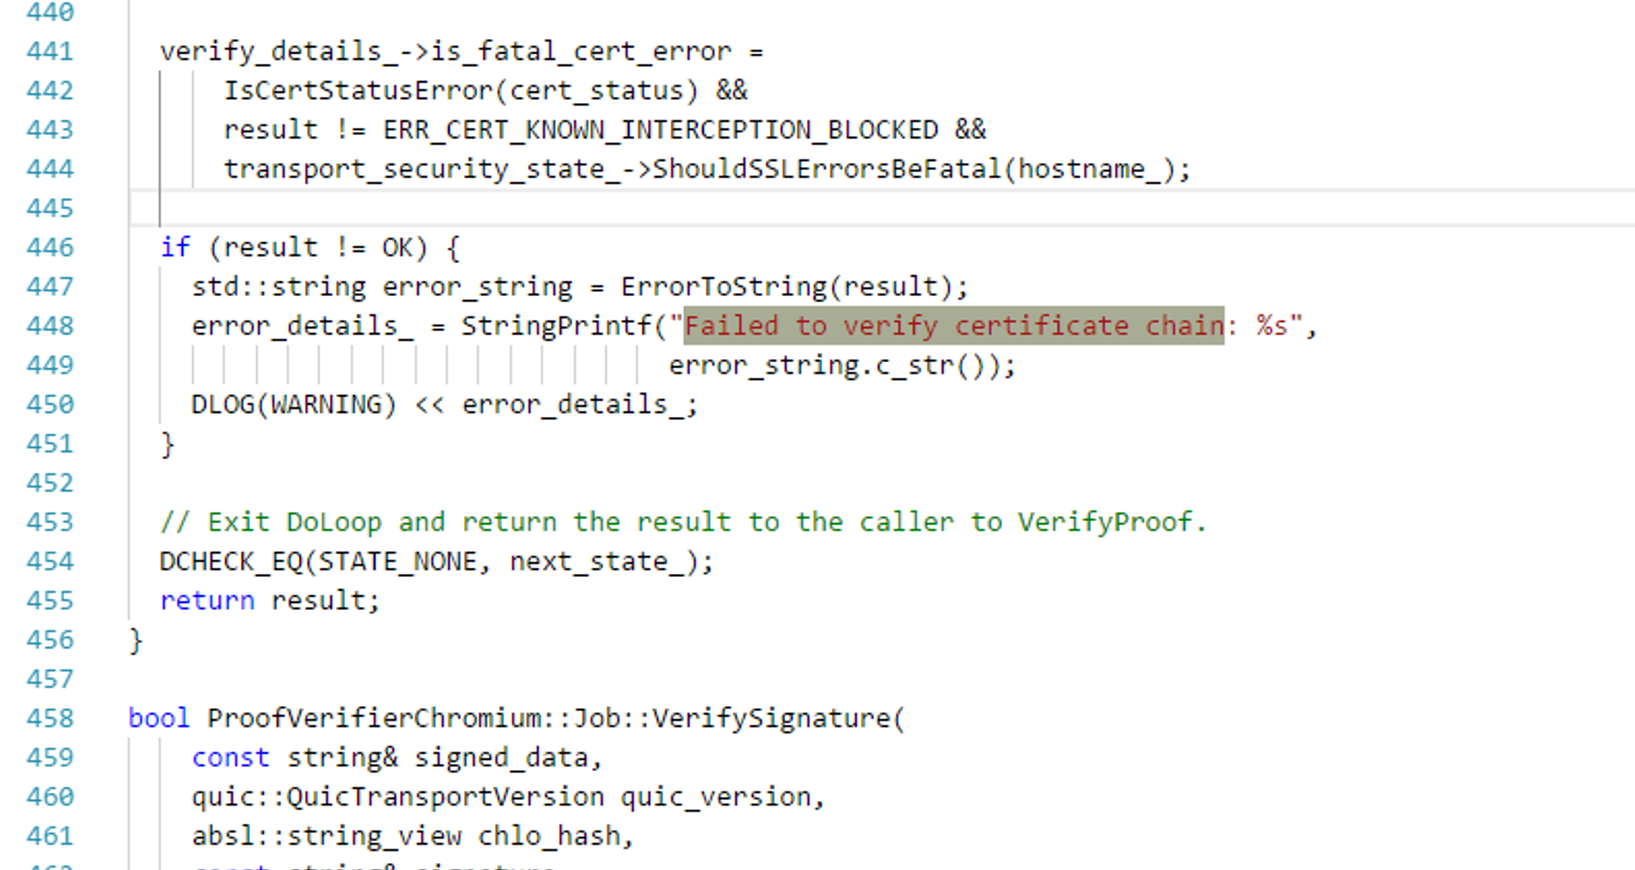 440
441 verify_details_->is_fatal_cert_error =
442 IsCertStatusError(cert_status) &&
443 result != ERR_CERT_KNOWN_INTERCEPTION_BLOCKED &&
444 transport_security_state_->ShouldSSLErrorsBeFatal(hostname_);
445
446 if (result != OK) {
447 std::string error_string = ErrorToString(result);
448 error_details_ = StringPrintf("Failed to verify certificate chain: %s",
449 error_string.c_str());
450 DLOG(WARNING) << error_details_;
451 }
452
453 // Exit DoLoop and return the result to the caller to VerifyProof.
454 DCHECK_EQ(STATE_NONE, next_state_);
455 return result;
456 }
457
458 bool ProofVerifierChromium::Job::VerifySignature(
459 const string& signed_data,
460 quic::QuicTransportVersion quic_version,
461 absl::string_view chlo_hash,
462 const string& signature